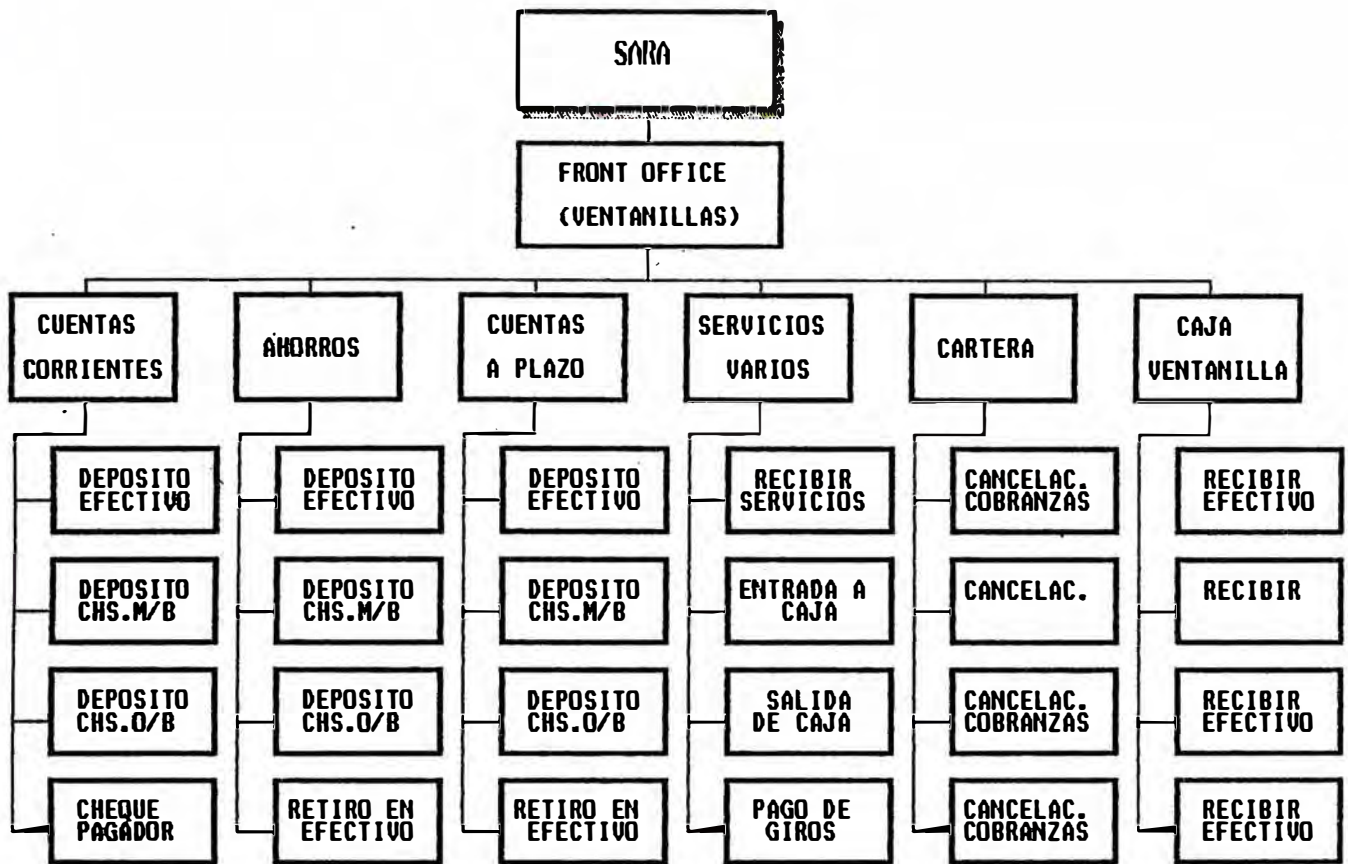 SARA
FRONT OFFICE
(VENTANILLAS)
CUENTAS
CORRIENTES
AHORROS
CUENTAS
A PLAZO
SERVICIOS
VARIOS
CARTERA
CAJA
VENTANILLA
DEPOSITO
EFECTIVO
DEPOSITO
EFECTIVO
DEPOSITO
EFECTIVO
RECIBIR
SERVICIOS
CANCELAC.
COBRANZAS
RECIBIR
EFECTIVO
DEPOSITO
CHS.M/B
DEPOSITO
CHS.M/B
DEPOSITO
CHS.M/B
ENTRADA A
CAJA
CANCELAC.
RECIBIR
DEPOSITO
CHS.O/B
DEPOSITO
CHS.O/B
DEPOSITO
CHS.O/B
SALIDA
DE CAJA
CANCELAC.
COBRANZAS
RECIBIR
EFECTIVO
CHEQUE
PAGADOR
RETIRO EN
EFECTIVO
RETIRO EN
EFECTIVO
PAGO DE
GIROS
CANCELAC.
COBRANZAS
RECIBIR
EFECTIVO